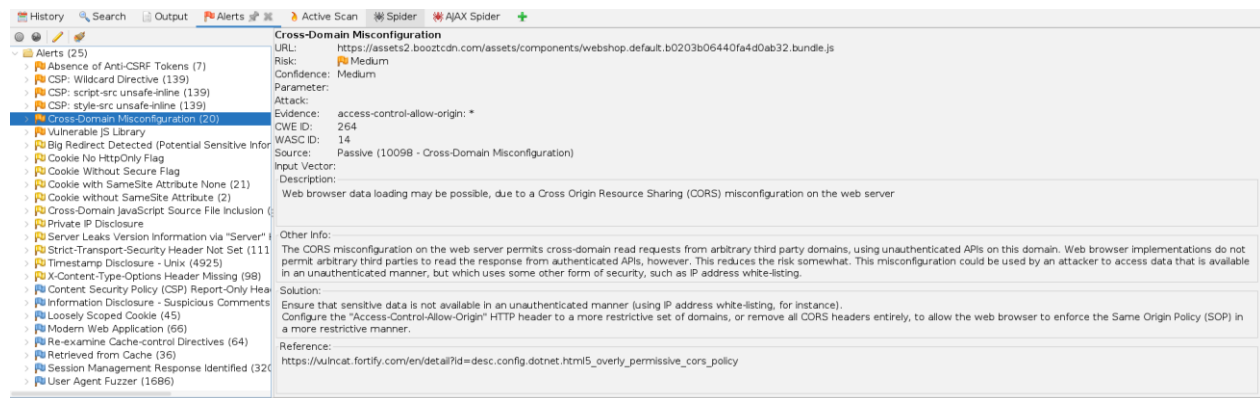 History Search Output Alerts Active Scan Spider AJAX Spider
Alerts (25)
Absence of Anti-CSRF Tokens (7)
CSP: Wildcard Directive (139)
CSP: script-src unsafe-inline (139)
CSP: style-src unsafe-inline (139)
Cross-Domain Misconfiguration (20)
Vulnerable JS Library
Big Redirect Detected (Potential Sensitive Infor
Cookie No HttpOnly Flag
Cookie Without Secure Flag
Cookie with SameSite Attribute None (21)
Cookie without SameSite Attribute (2)
Cross-Domain JavaScript Source File Inclusion (
Private IP Disclosure
Server Leaks Version Information via "Server"
Strict-Transport-Security Header Not Set (111
Timestamp Disclosure - Unix (4925)
X-Content-Type-Options Header Missing (98)
Content Security Policy (CSP) Report-Only Hea
Information Disclosure - Suspicious Comments
Loosely Scoped Cookie (45)
Modern Web Application (66)
Re-examine Cache-control Directives (64)
Retrieved from Cache (36)
Session Management Response Identified (320
User Agent Fuzzer (1686)
Cross-Domain Misconfiguration
URL: https://assets2.booztcdn.com/assets/components/webshop.default.b0203b06440fa4d0ab32.bundle.js
Risk: Medium
Confidence: Medium
Parameter:
Attack:
Evidence: access-control-allow-origin: *
CWE ID: 264
WASC ID: 14
Source: Passive (10098 - Cross-Domain Misconfiguration)
Input Vector:
Description:
Web browser data loading may be possible, due to a Cross Origin Resource Sharing (CORS) misconfiguration on the web server
Other Info:
The CORS misconfiguration on the web server permits cross-domain read requests from arbitrary third party domains, using unauthenticated APIs on this domain. Web browser implementations do not
permit arbitrary third parties to read the response from authenticated APIs, however. This reduces the risk somewhat. This misconfiguration could be used by an attacker to access data that is available
in an unauthenticated manner, but which uses some other form of security, such as IP address white-listing.
Solution:
Ensure that sensitive data is not available in an unauthenticated manner (using IP address white-listing, for instance).
Configure the "Access-Control-Allow-Origin" HTTP header to a more restrictive set of domains, or remove all CORS headers entirely, to allow the web browser to enforce the Same Origin Policy (SOP) in
a more restrictive manner.
Reference:
https://vulncat.fortify.com/en/detail?id=desc.config.dotnet.html5_overly_permissive_cors_policy